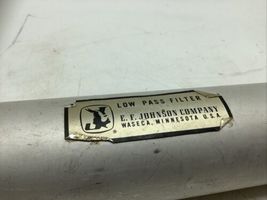 LOW PASS FILTER
E. F. JOHNSON COMPANY
WASECA, MINNESOTA U.S.A.